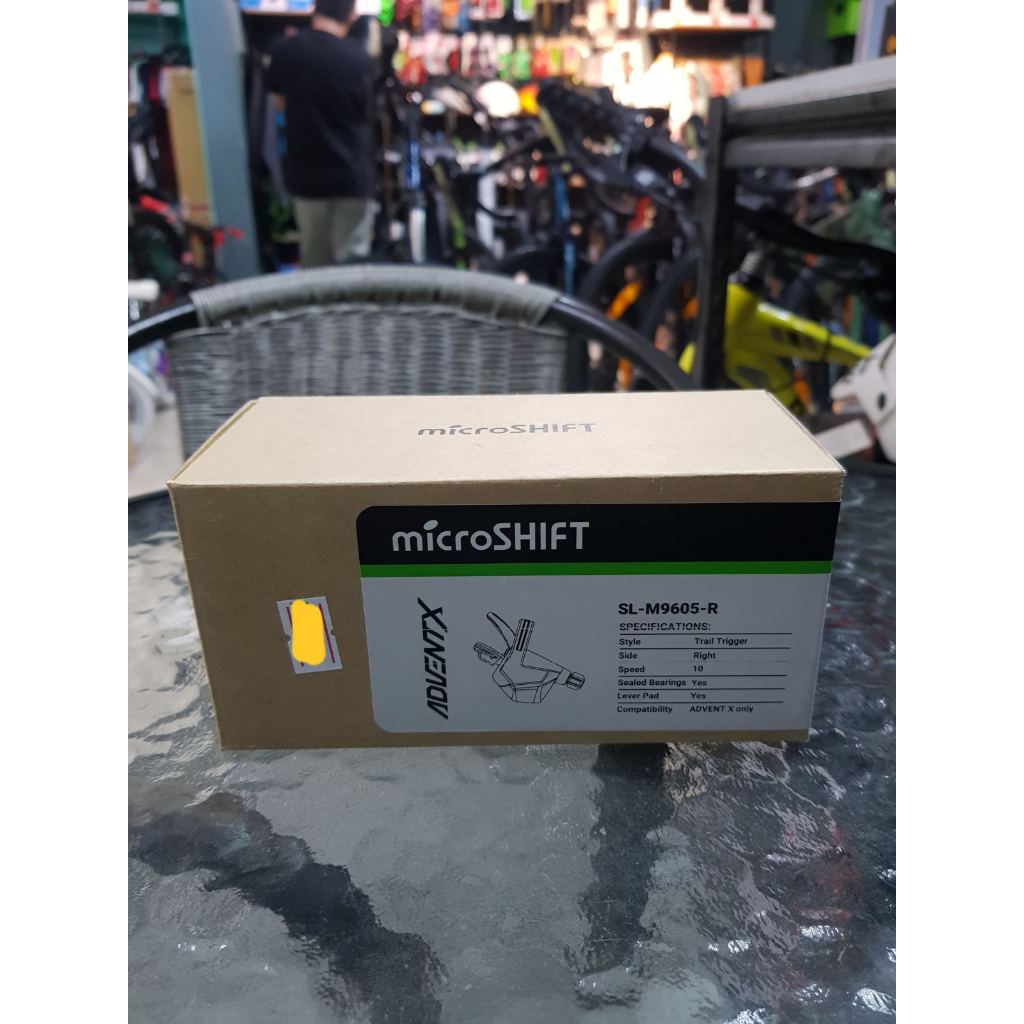 microSHIFT
microSHIFT
ADVENTX
SL-M9605-R
SPECIFICATIONS:
Style Trail Trigger
Side Right
Speed 10
Sealed Bearings Yes
Lever Pad Yes
Compatibility ADVENT X only